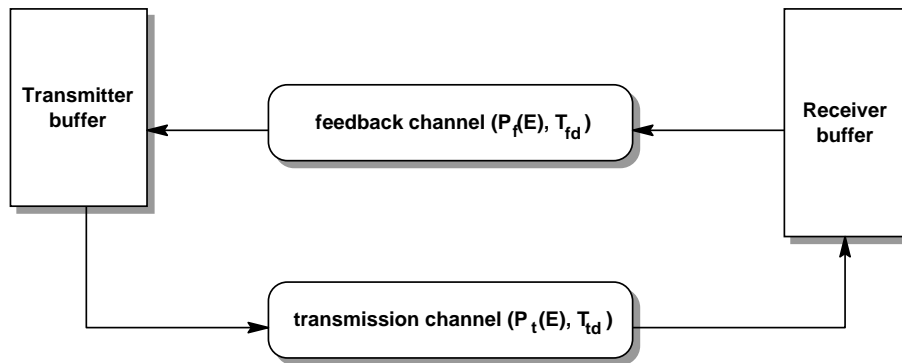 Transmitter
buffer
feedback channel (P_f(E), T_fd)
Receiver
buffer
transmission channel (P_t(E), T_td)